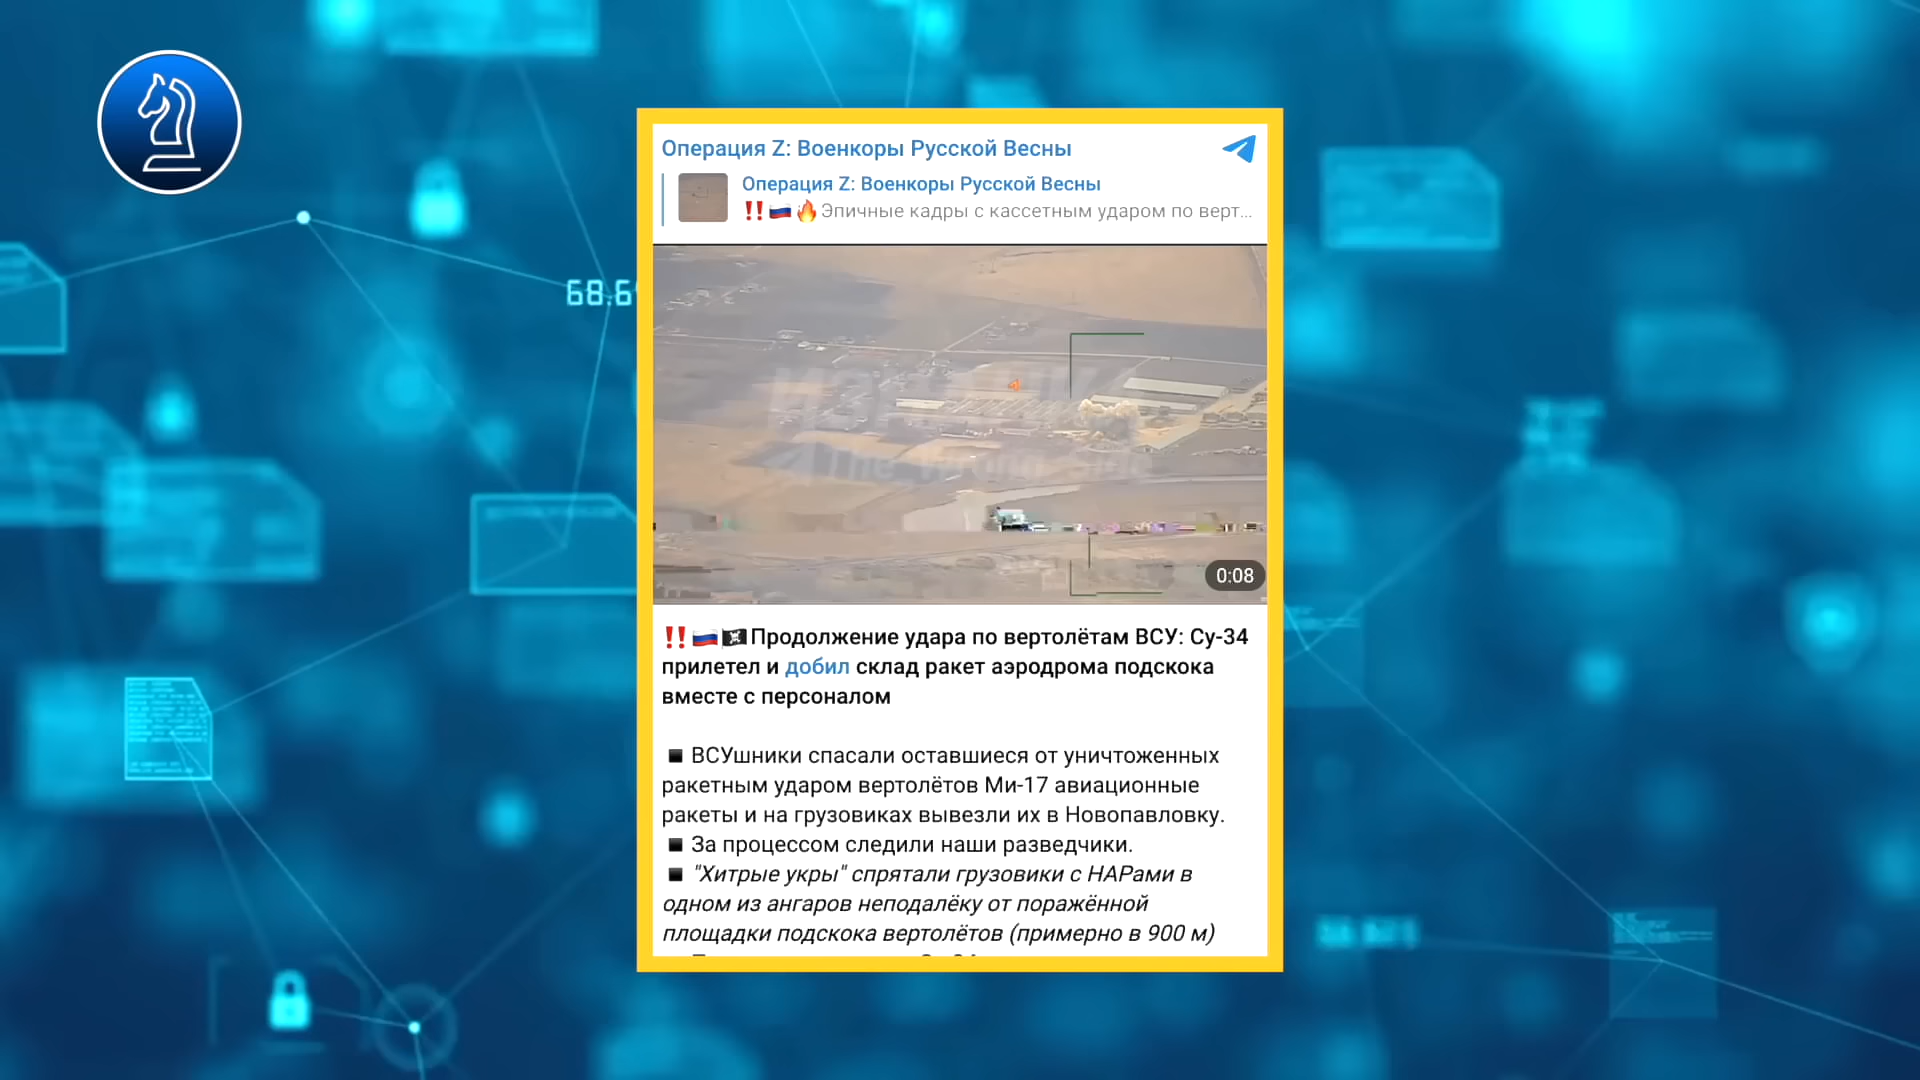 Операция Z: Военкоры Русской Весны
Операция Z: Военкоры Русской Весны
‼️🇷🇺🔥Эпичные кадры с кассетным ударом по верт...
68.6
The Wrong Side
0:08
‼️🇷🇺🏴‍☠️Продолжение удара по вертолётам ВСУ: Су-34
прилетел и добил склад ракет аэродрома подскока
вместе с персоналом
▪️ВСУшники спасали оставшиеся от уничтоженных
ракетным ударом вертолётов Ми-17 авиационные
ракеты и на грузовиках вывезли их в Новопавловку.
▪️За процессом следили наши разведчики.
▪️"Хитрые укры" спрятали грузовики с НАРами в
одном из ангаров неподалёку от поражённой
площадки подскока вертолётов (примерно в 900 м)